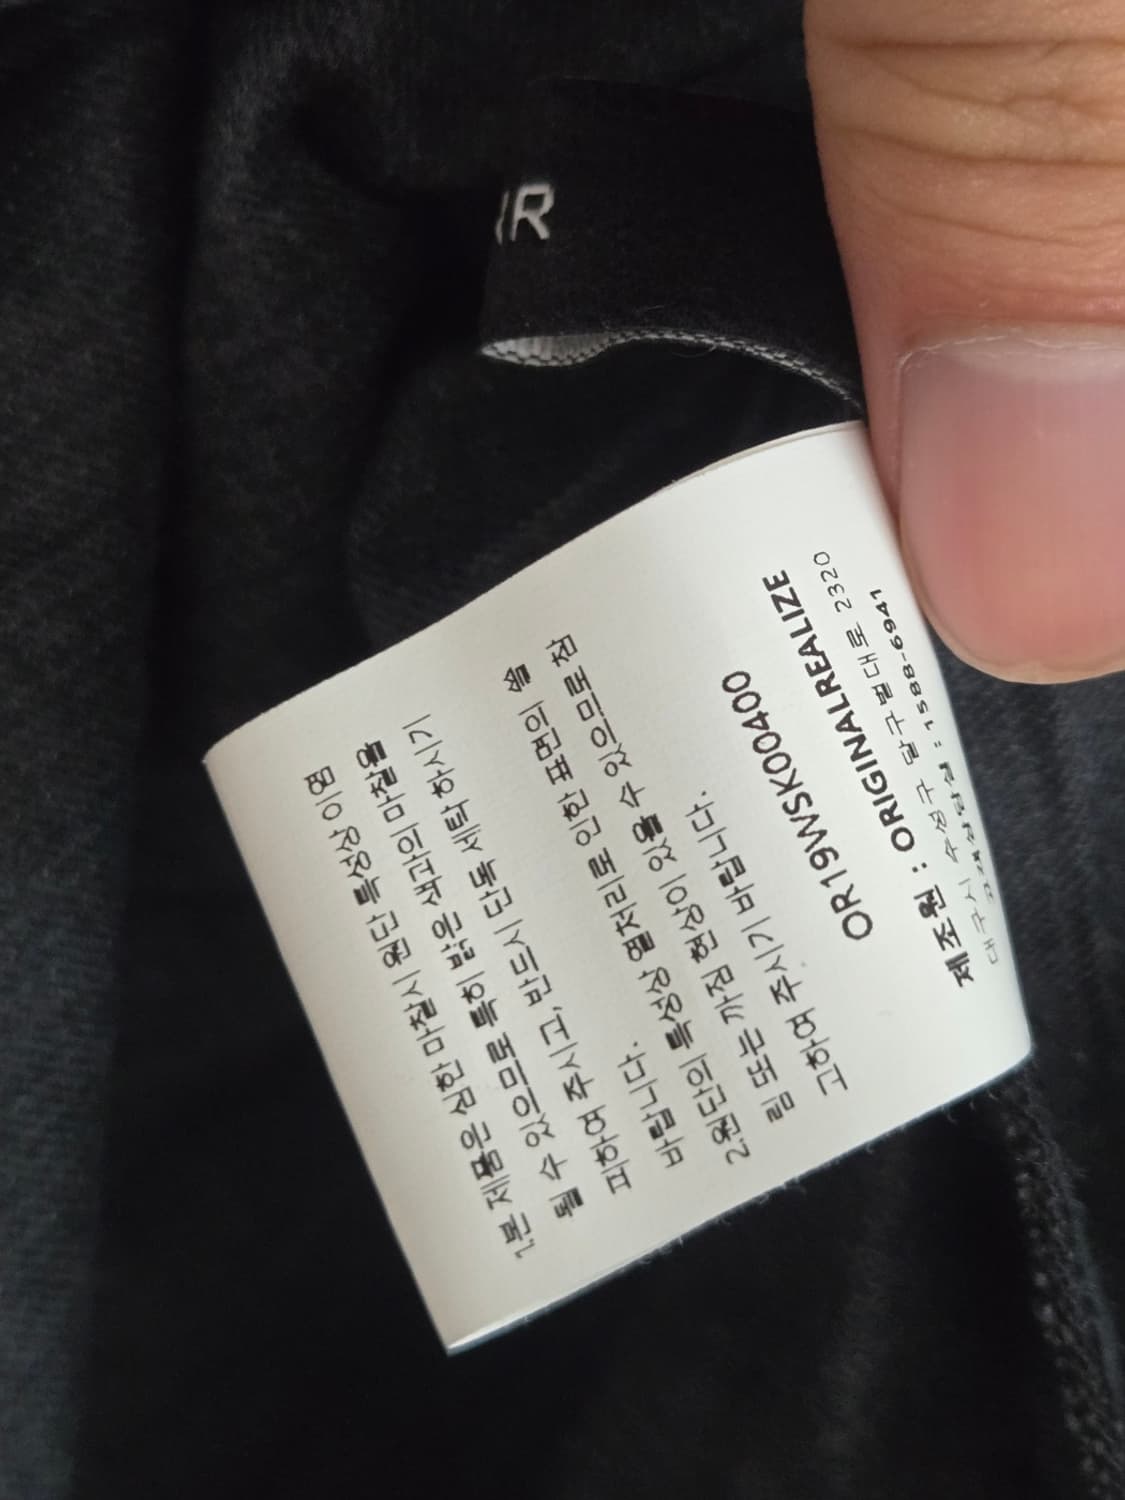 IR
1.본 제품은 심한 마찰시 원단 특성상 이염
될 수 있으므로 특히 밝은 색과의 마찰을
피하여 주시고, 반드시 단독 세탁 하시기
바랍니다.
2.원단의 특성상 열처리로 인한 표면의 쏠
림 또는 까짐 현상이 있을 수 있으므로 참
고하여 주시기 바랍니다.
OR19WSK00400
제조원 : ORIGINALREALIZE
대구시 수성구 달구벌대로 2320
고객상담실 : 1588-6941